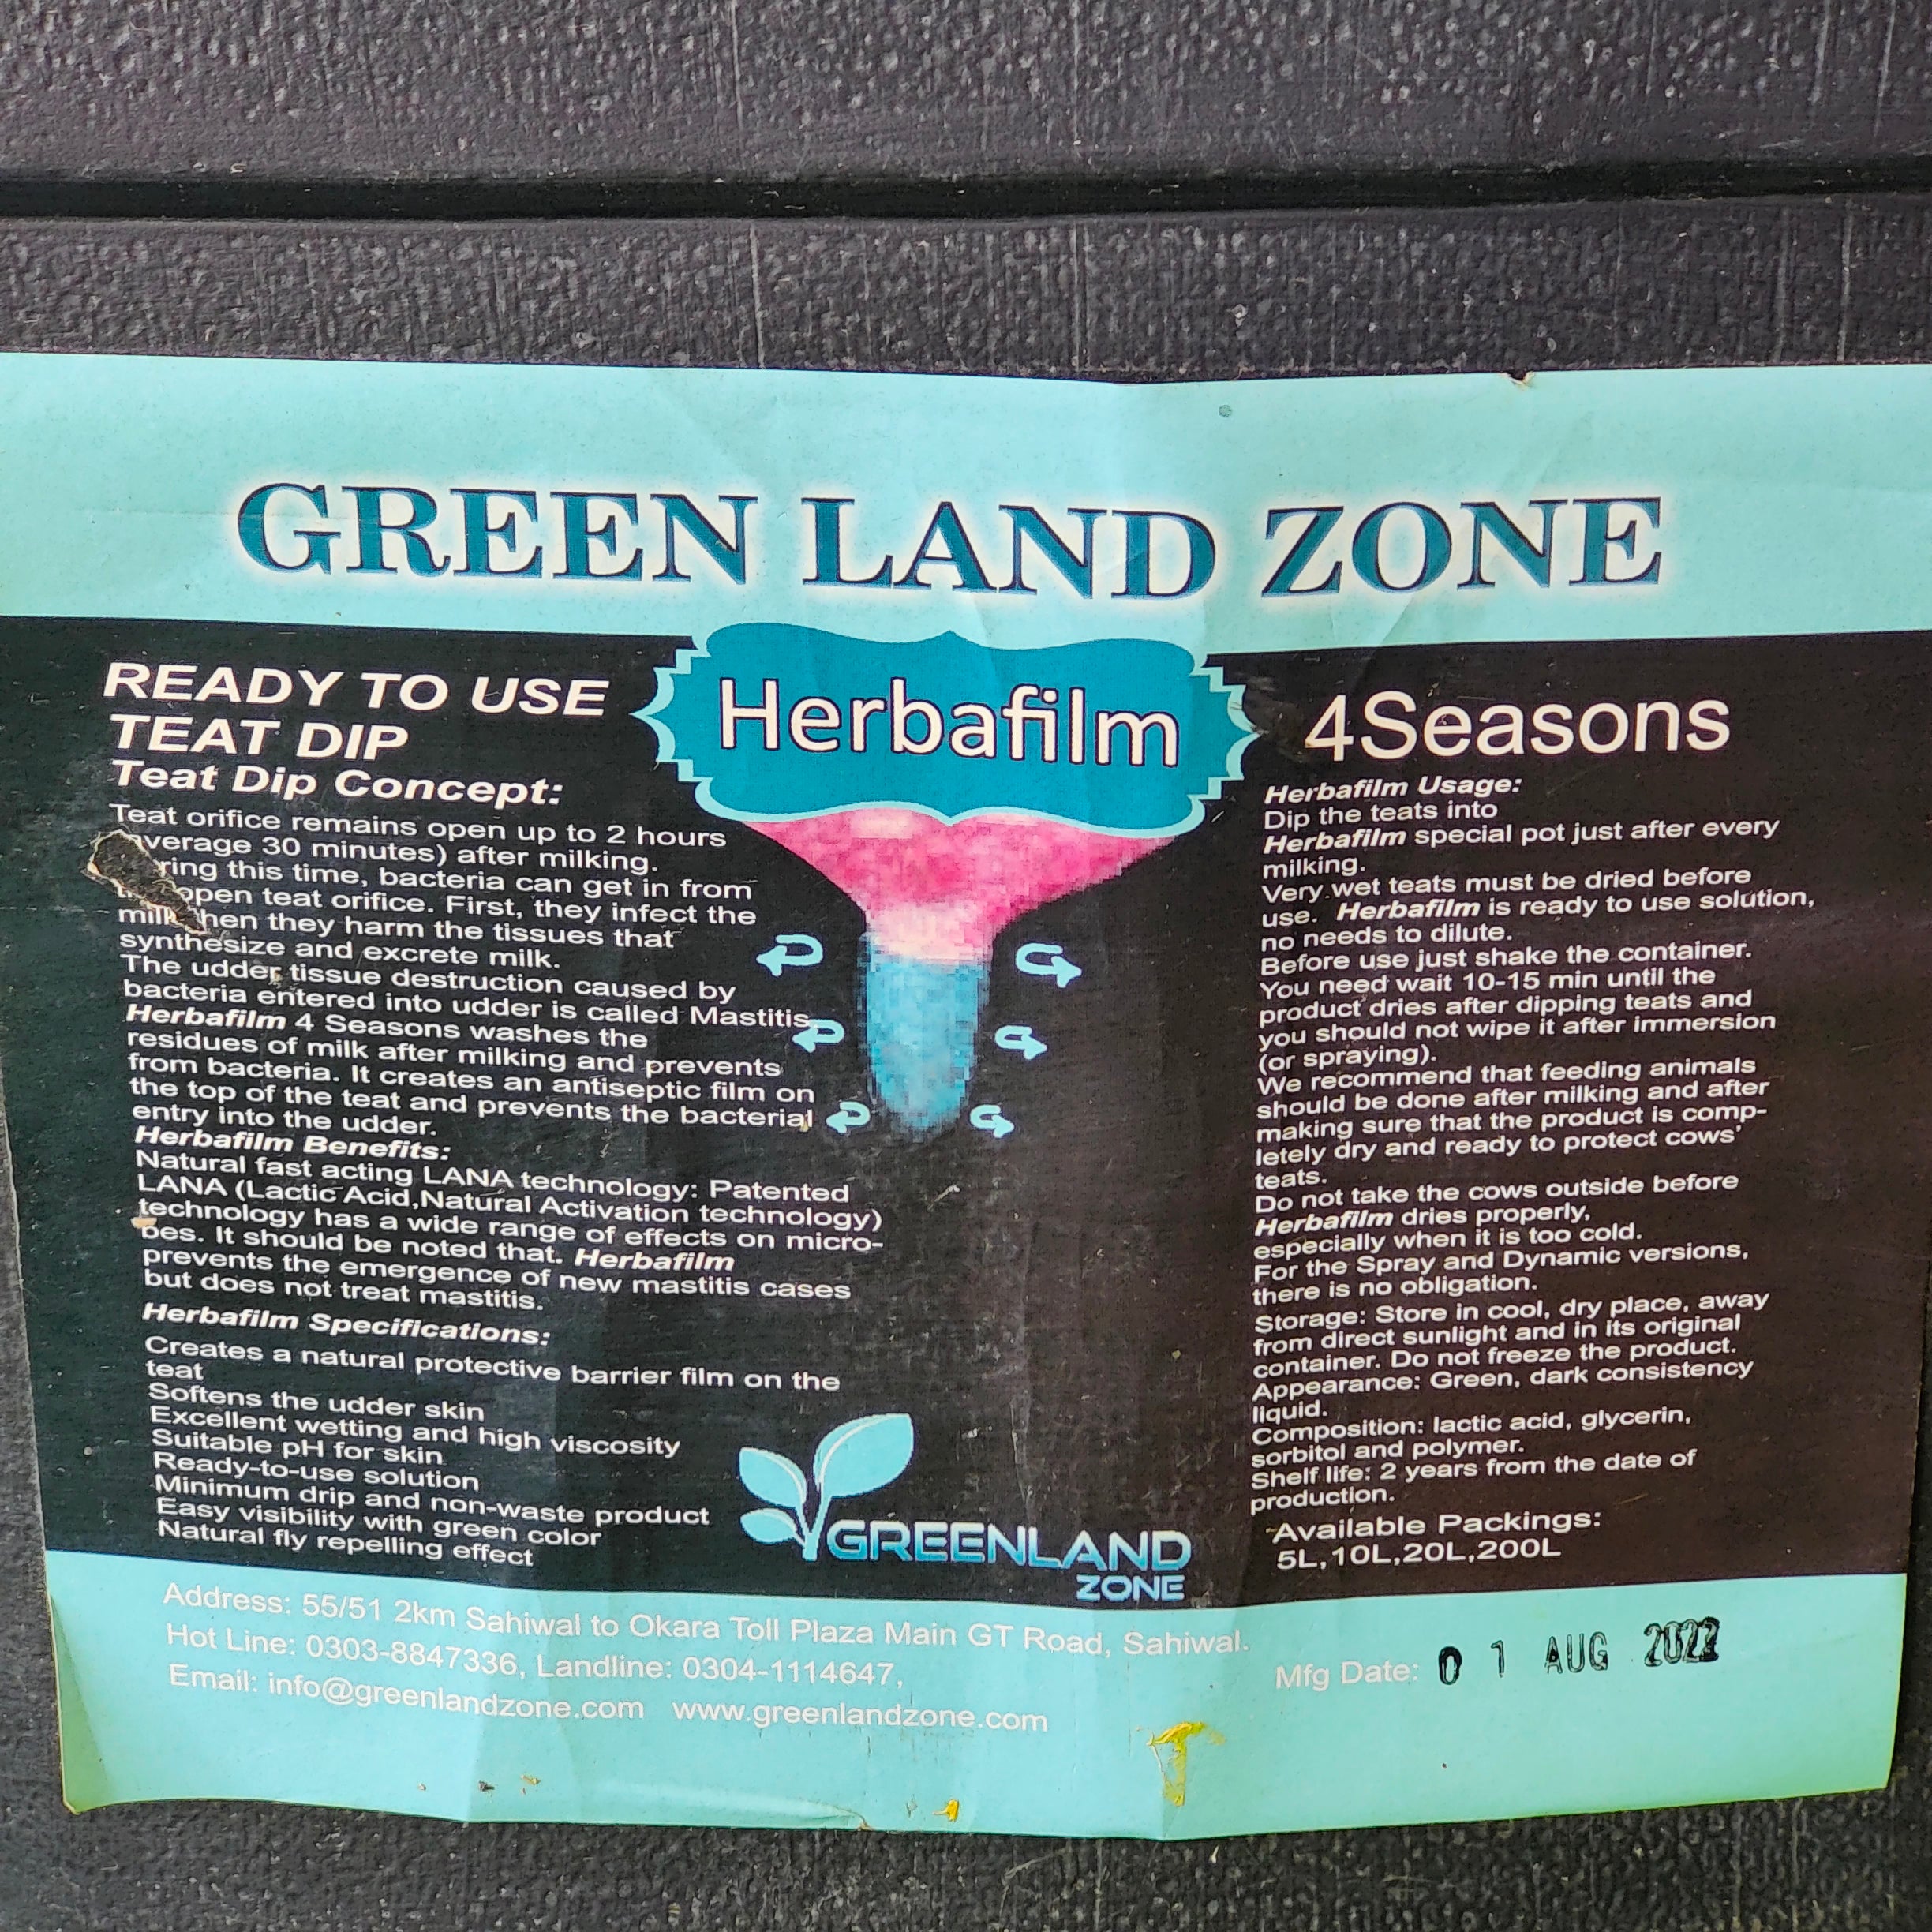 GREEN LAND ZONE
Herbafilm
READY TO USE
TEAT DIP
Teat Dip Concept:
Teat orifice remains open up to 2 hours
30 minutes) after milking.
this time, bacteria can get in from
open teat orifice. First, they infect the
they harm the tissues that
synthesize and excrete milk.
The udder tissue destruction caused by
bacteria entered into udder is called Mastitis
Herbafilm 4 Seasons washes the
residues of milk after milking and prevents
from bacteria. It creates an antiseptic film on
the top of the teat and prevents the bacterial
entry into the udder.
Herbafilm Benefits:
Natural fast acting LANA technology: Patented
LANA (Lactic Acid,Natural Activation technology)
technology has a wide range of effects on micro-
bes. It should be noted that. Herbafilm
prevents the emergence of new mastitis cases
but does not treat mastitis.
Herbafilm Specifications:
Creates a natural protective barrier film on the
teat
Softens the udder skin
Excellent wetting and high viscosity
Suitable pH for skin
Ready-to-use solution
Minimum drip and non-waste product
Easy visibility with green color
Natural fly repelling effect
4Seasons
Herbafilm Usage:
Dip the teats into
Herbafilm special pot just after every
milking.
Very wet teats must be dried before
use. Herbafilm is ready to use solution,
no needs to dilute.
Before use just shake the container.
You need wait 10-15 min until the
product dries after dipping teats and
you should not wipe it after immersion
(or spraying).
We recommend that feeding animals
should be done after milking and after
making sure that the product is comp-
letely dry and ready to protect cows'
teats.
Do not take the cows outside before
Herbafilm dries properly,
especially when it is too cold.
For the Spray and Dynamic versions,
there is no obligation.
Storage: Store in cool, dry place, away
from direct sunlight and in its original
container. Do not freeze the product.
Appearance: Green, dark consistency
liquid.
Composition: lactic acid, glycerin,
sorbitol and polymer.
Shelf life: 2 years from the date of
production.
Available Packings:
5L,10L,20L,200L
GREENLAND
ZONE
Address: 55/51 2km Sahiwal to Okara Toll Plaza Main GT Road, Sahiwal.
Hot Line: 0303-8847336, Landline: 0304-1114647,
Email: info@greenlandzone.com www.greenlandzone.com
Mfg Date: 01 AUG 2022